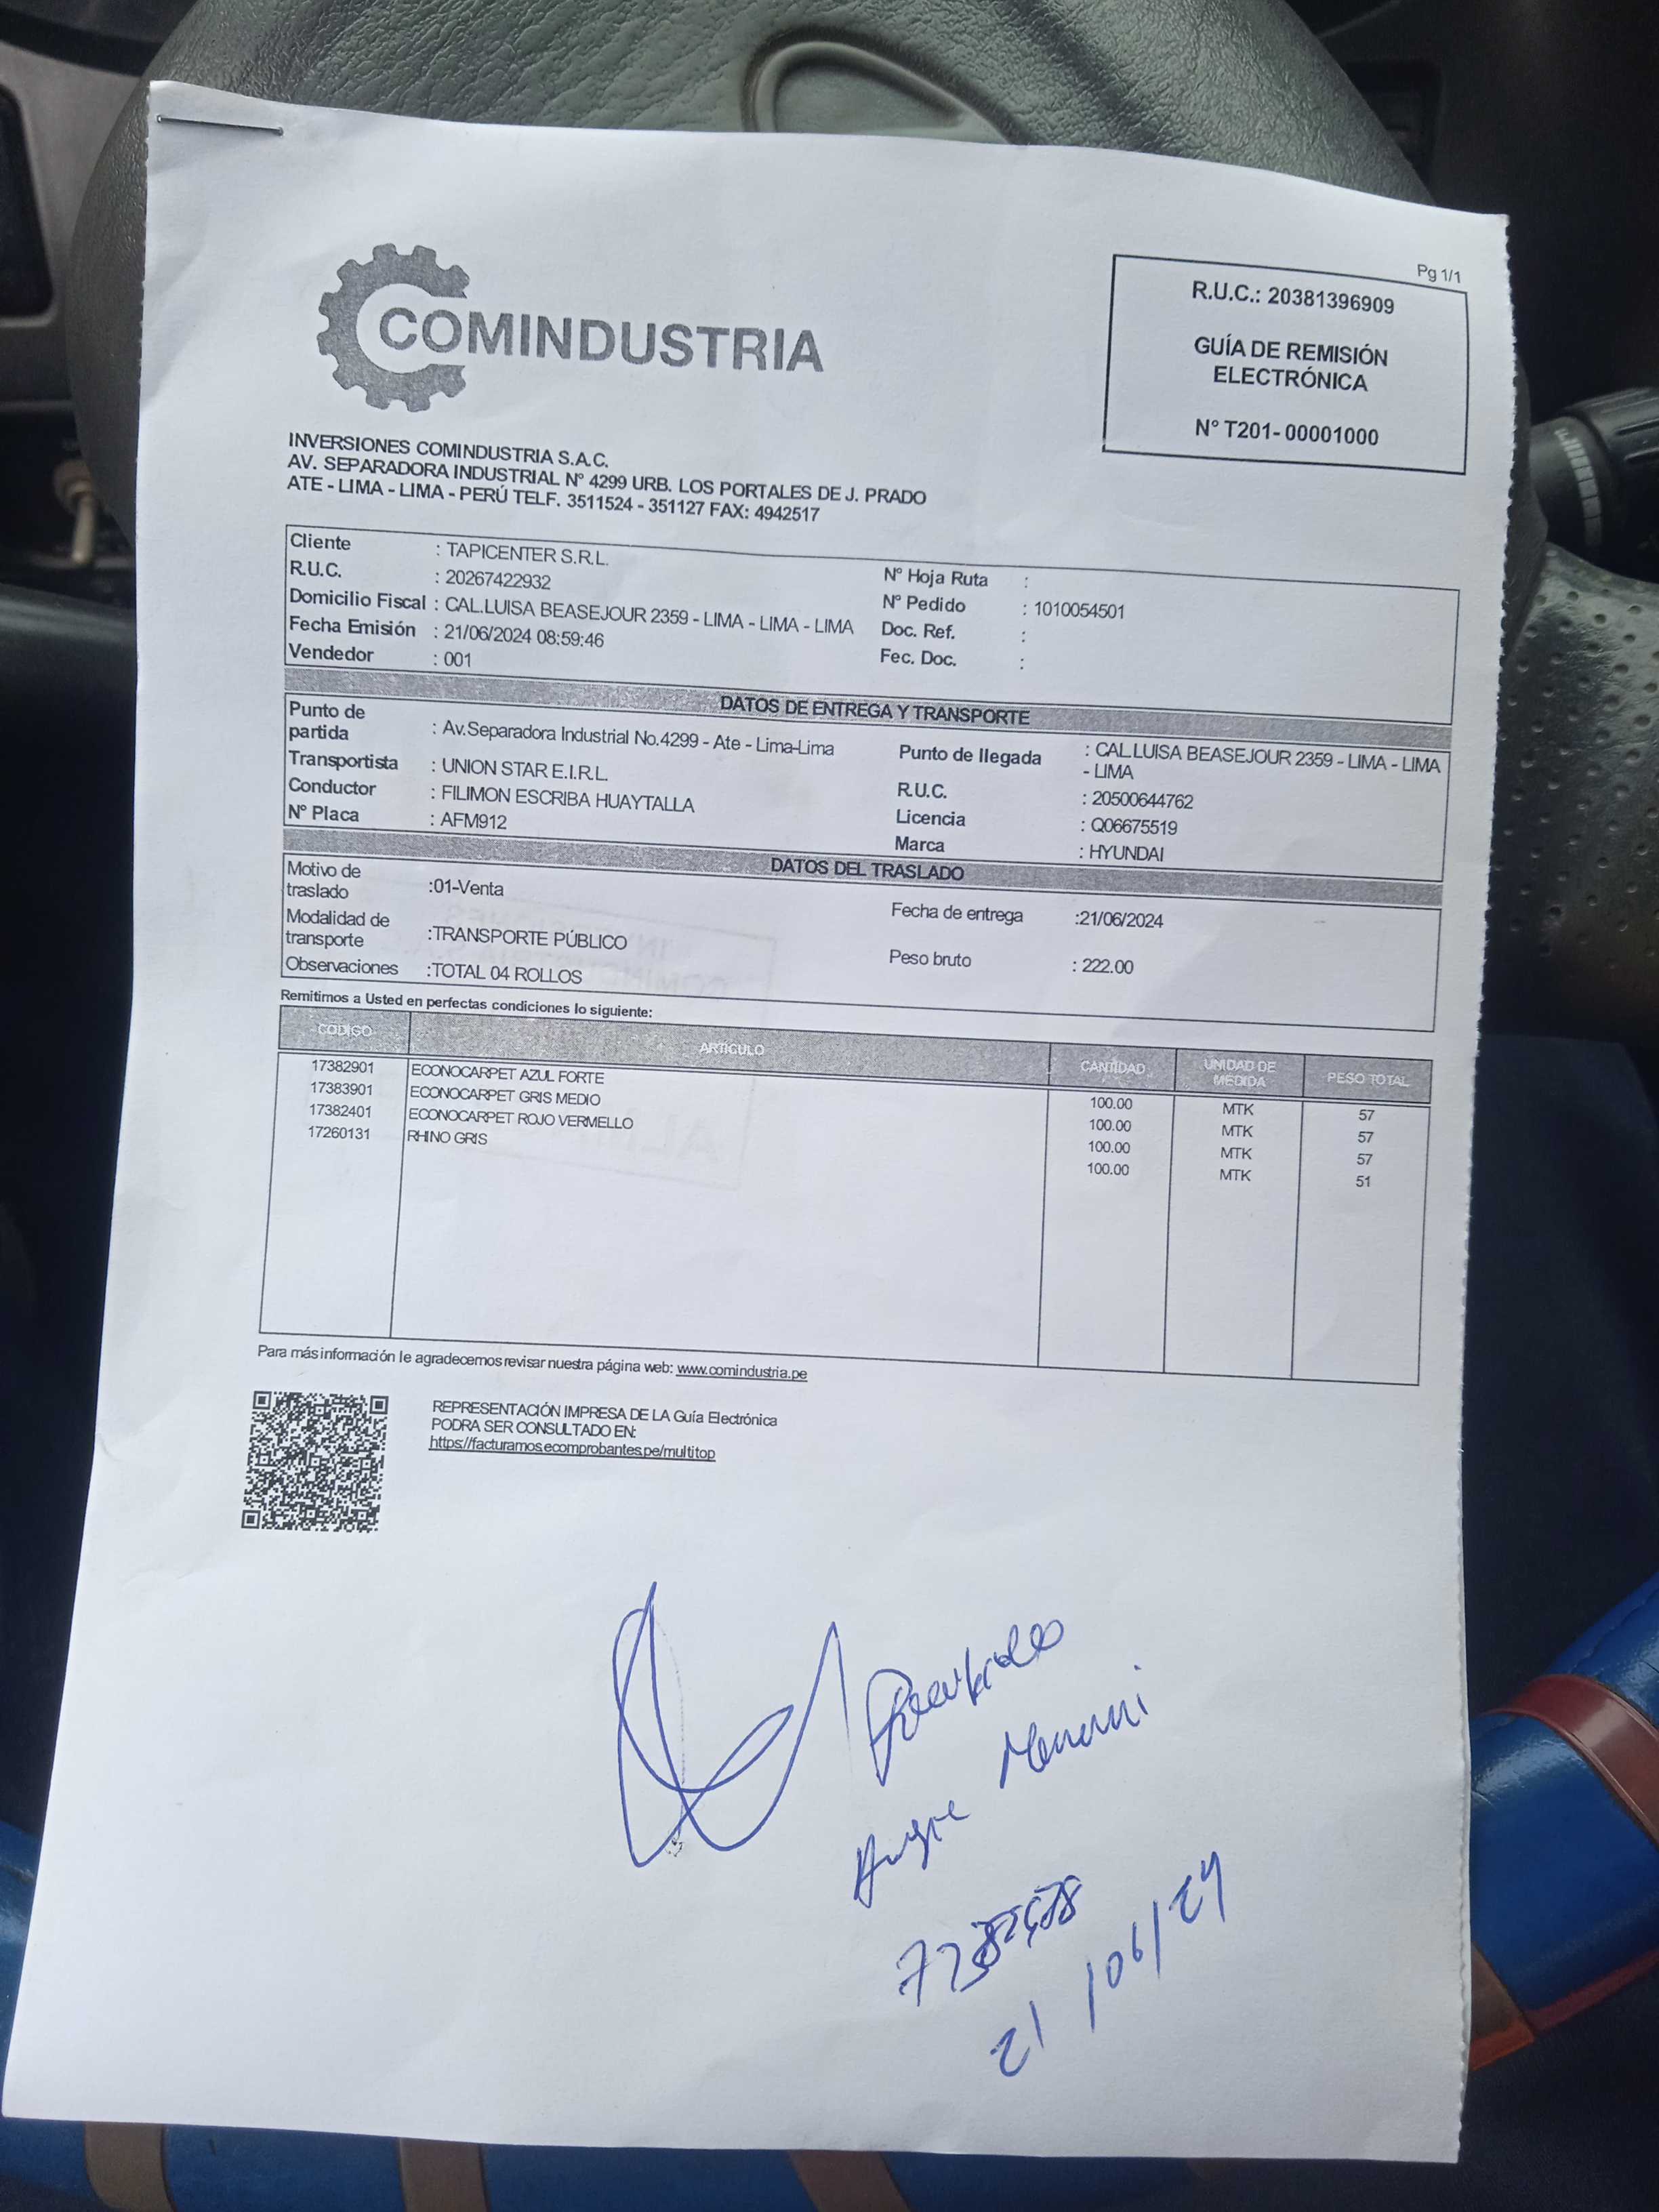 COMINDUSTRIA
Pg 1/1
R.U.C.: 20381396909
GUÍA DE REMISIÓN
ELECTRÓNICA
N° T201-00001000
INVERSIONES COMINDUSTRIA S.A.C.
AV. SEPARADORA INDUSTRIAL N° 4299 URB. LOS PORTALES DE J. PRADO
ATE - LIMA - LIMA - PERÚ TELF. 3511524 - 351127 FAX: 4942517
Cliente : TAPICENTER S.R.L.
R.U.C. : 20267422932
Domicilio Fiscal : CAL.LUISA BEASEJOUR 2359 - LIMA - LIMA - LIMA
Fecha Emisión : 21/06/2024 08:59:46
Vendedor : 001
N° Hoja Ruta :
N° Pedido : 1010054501
Doc. Ref. :
Fec. Doc. :
DATOS DE ENTREGA Y TRANSPORTE
Punto de partida : Av.Separadora Industrial No.4299 - Ate - Lima-Lima
Transportista : UNION STAR E.I.R.L.
Conductor : FILIMON ESCRIBA HUAYTALLA
N° Placa : AFM912
Punto de llegada : CAL.LUISA BEASEJOUR 2359 - LIMA - LIMA
- LIMA
R.U.C. : 20500644762
Licencia : Q06675519
Marca : HYUNDAI
DATOS DEL TRASLADO
Motivo de traslado :01-Venta
Modalidad de transporte :TRANSPORTE PÚBLICO
Observaciones :TOTAL 04 ROLLOS
Fecha de entrega :21/06/2024
Peso bruto : 222.00
Remitimos a Usted en perfectas condiciones lo siguiente:
CÓDIGO ARTÍCULO CANTIDAD UNIDAD DE MEDIDA PESO TOTAL
17382901 ECONOCARPET AZUL FORTE 100.00 MTK 57
17383901 ECONOCARPET GRIS MEDIO 100.00 MTK 57
17382401 ECONOCARPET ROJO VERMELLO 100.00 MTK 57
17260131 RHINO GRIS 100.00 MTK 51
Para más información le agradecemos revisar nuestra página web: www.comindustria.pe
REPRESENTACIÓN IMPRESA DE LA Guía Electrónica
PODRA SER CONSULTADO EN:
https://facturamos.ecomprobantes.pe/multitop
21/06/24